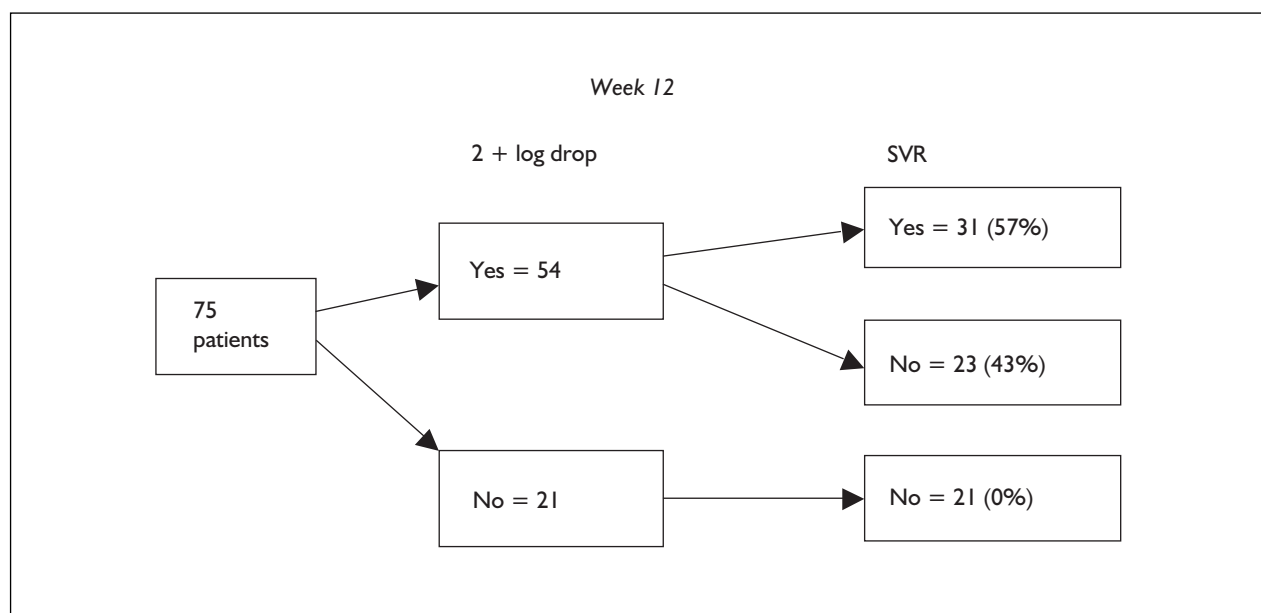 Week 12
2 + log drop
SVR
Yes = 31 (57%)
Yes = 54
75
patients
No = 23 (43%)
No = 21
No = 21 (0%)